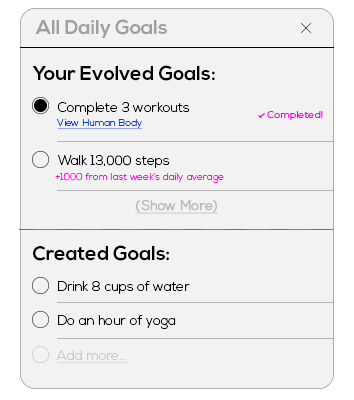 All Daily Goals
Your Evolved Goals:
Complete 3 workouts
View Human Body
✓ Completed!
Walk 13,000 steps
+1000 from last week's daily average
(Show More)
Created Goals:
Drink 8 cups of water
Do an hour of yoga
Add more...